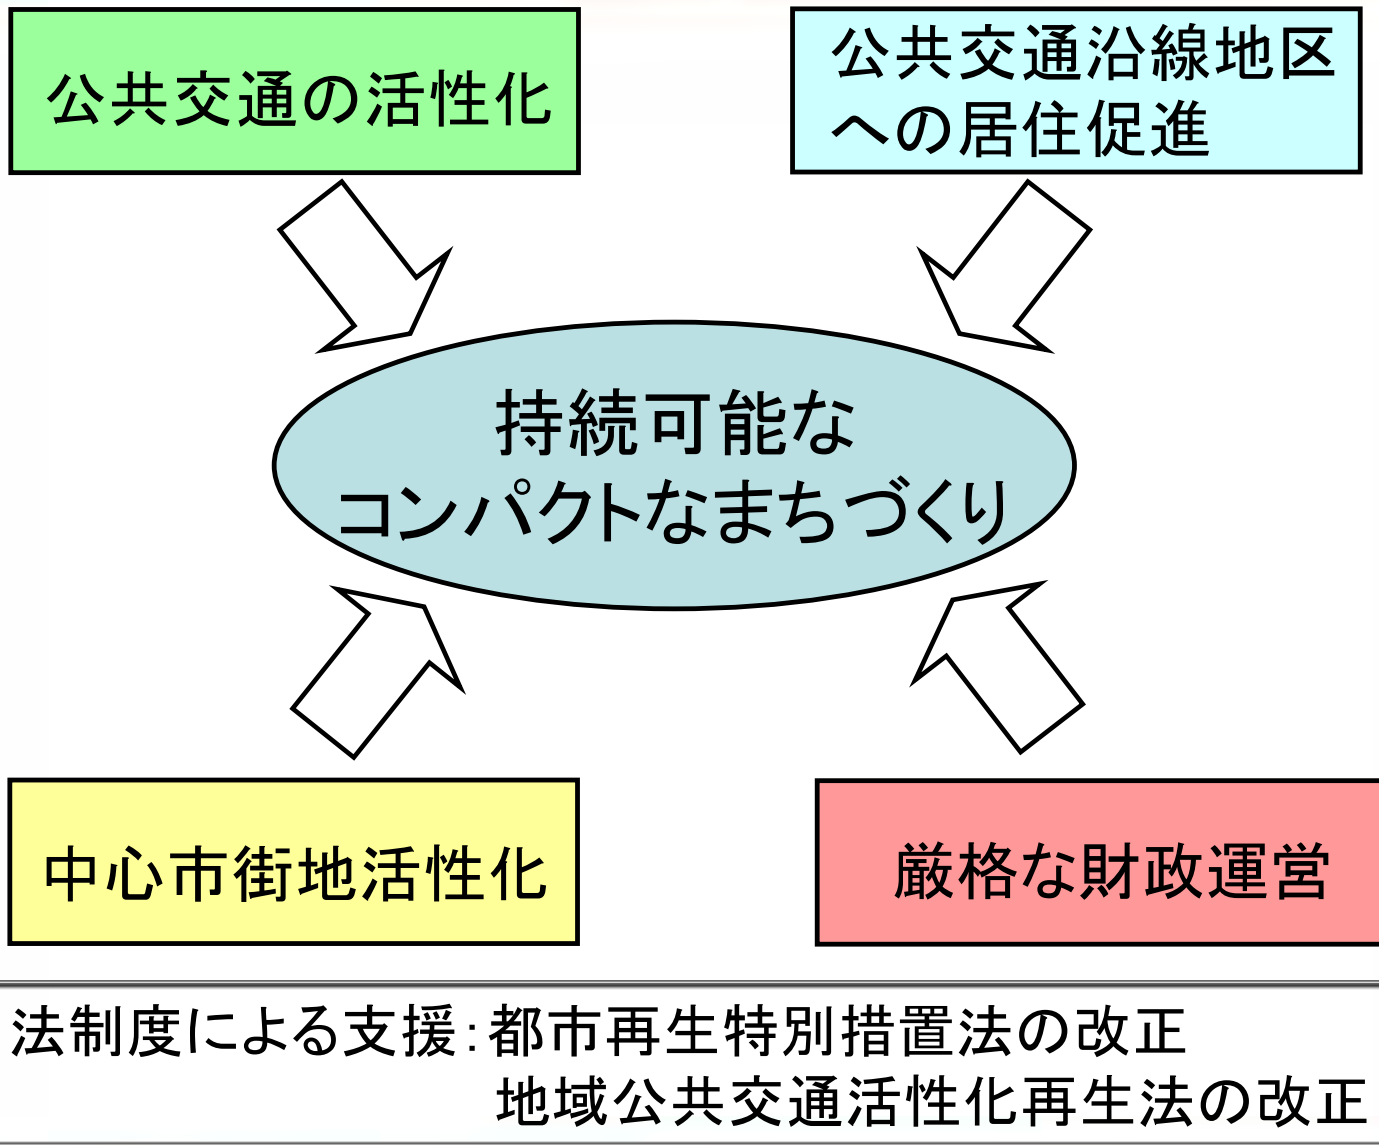 公共交通の活性化
公共交通沿線地区
への居住促進
持続可能な
コンパクトなまちづくり
中心市街地活性化
厳格な財政運営
法制度による支援:都市再生特別措置法の改正
地域公共交通活性化再生法の改正